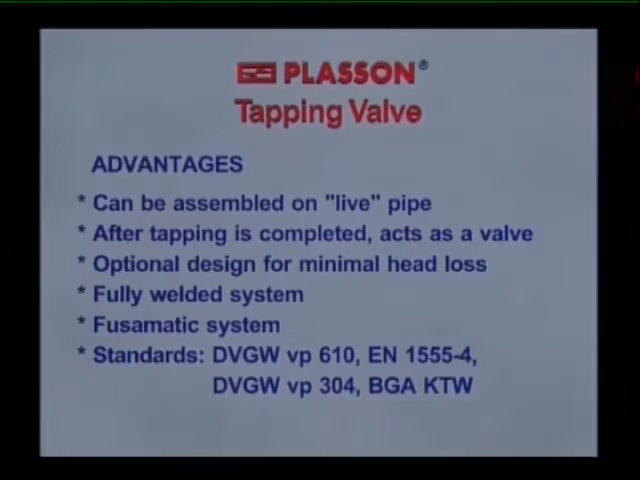 PLASSON®
Tapping Valve
ADVANTAGES
* Can be assembled on "live" pipe
* After tapping is completed, acts as a valve
* Optional design for minimal head loss
* Fully welded system
* Fusamatic system
* Standards: DVGW vp 610, EN 1555-4,
DVGW vp 304, BGA KTW